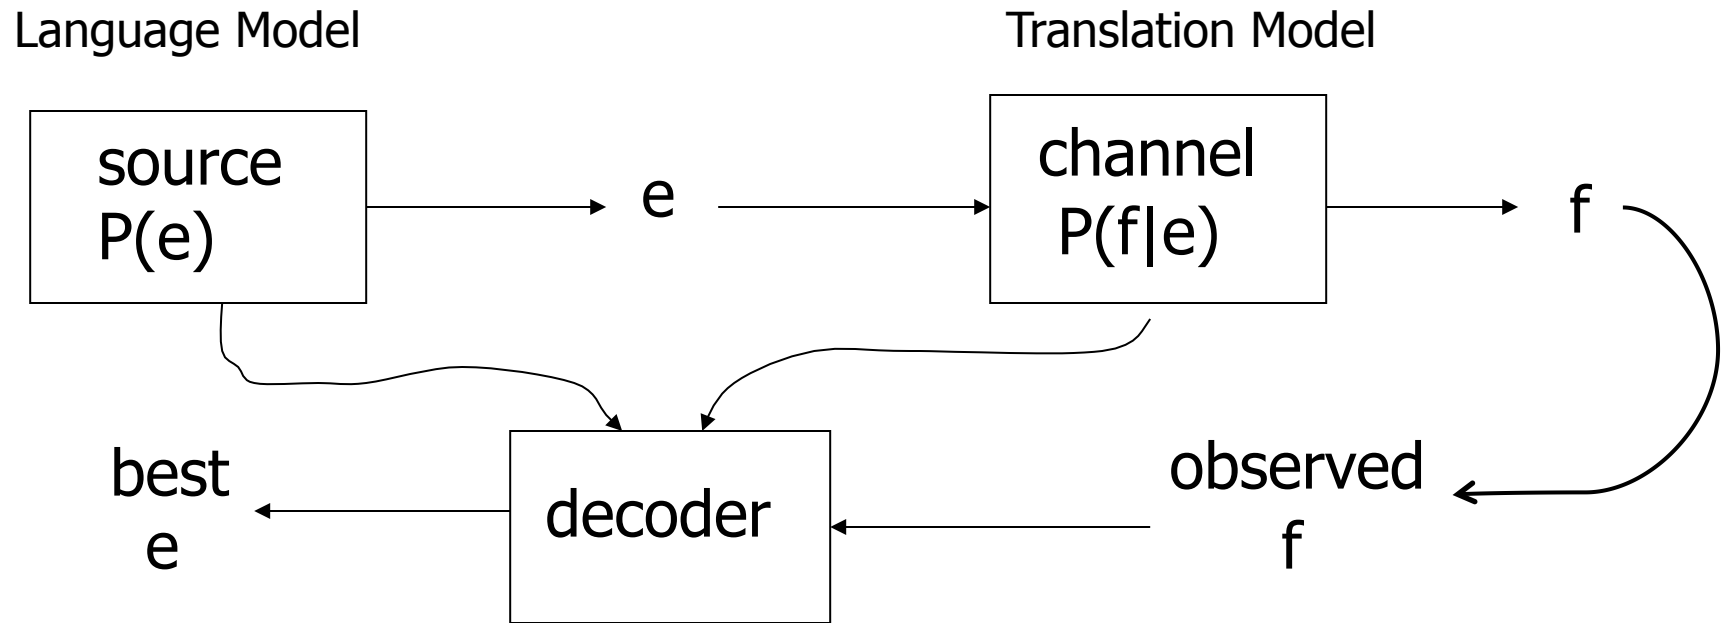 Language Model
Translation Model
source
P(e)
e
channel
P(f|e)
f
best
e
decoder
observed
f